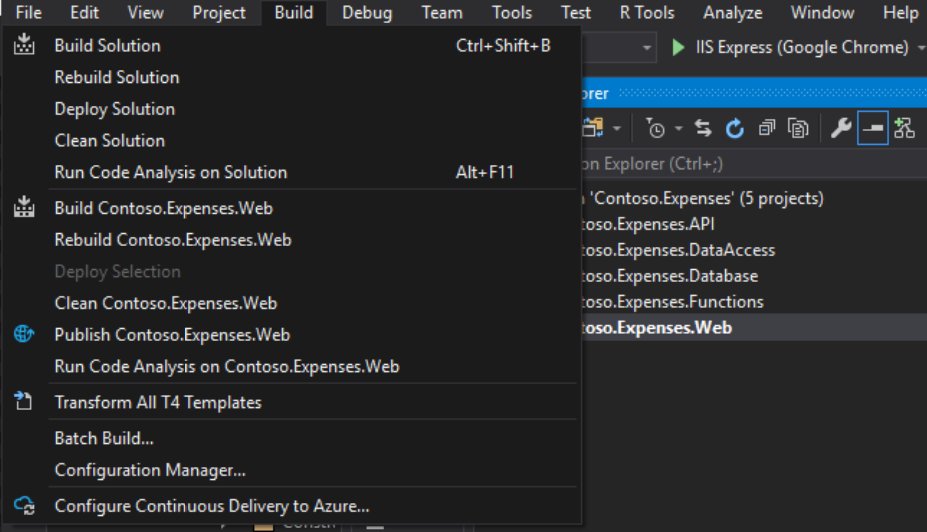 File Edit View Project Build Debug Team Tools Test R Tools Analyze Window Help
Build Solution Ctrl+Shift+B
IIS Express (Google Chrome)
Rebuild Solution
orer
Deploy Solution
Clean Solution
on Explorer (Ctrl+;)
Run Code Analysis on Solution Alt+F11
'Contoso.Expenses' (5 projects)
Build Contoso.Expenses.Web
toso.Expenses.API
Rebuild Contoso.Expenses.Web
toso.Expenses.DataAccess
Deploy Selection
toso.Expenses.Database
Clean Contoso.Expenses.Web
toso.Expenses.Functions
Publish Contoso.Expenses.Web
toso.Expenses.Web
Run Code Analysis on Contoso.Expenses.Web
Transform All T4 Templates
Batch Build...
Configuration Manager...
Configure Continuous Delivery to Azure...